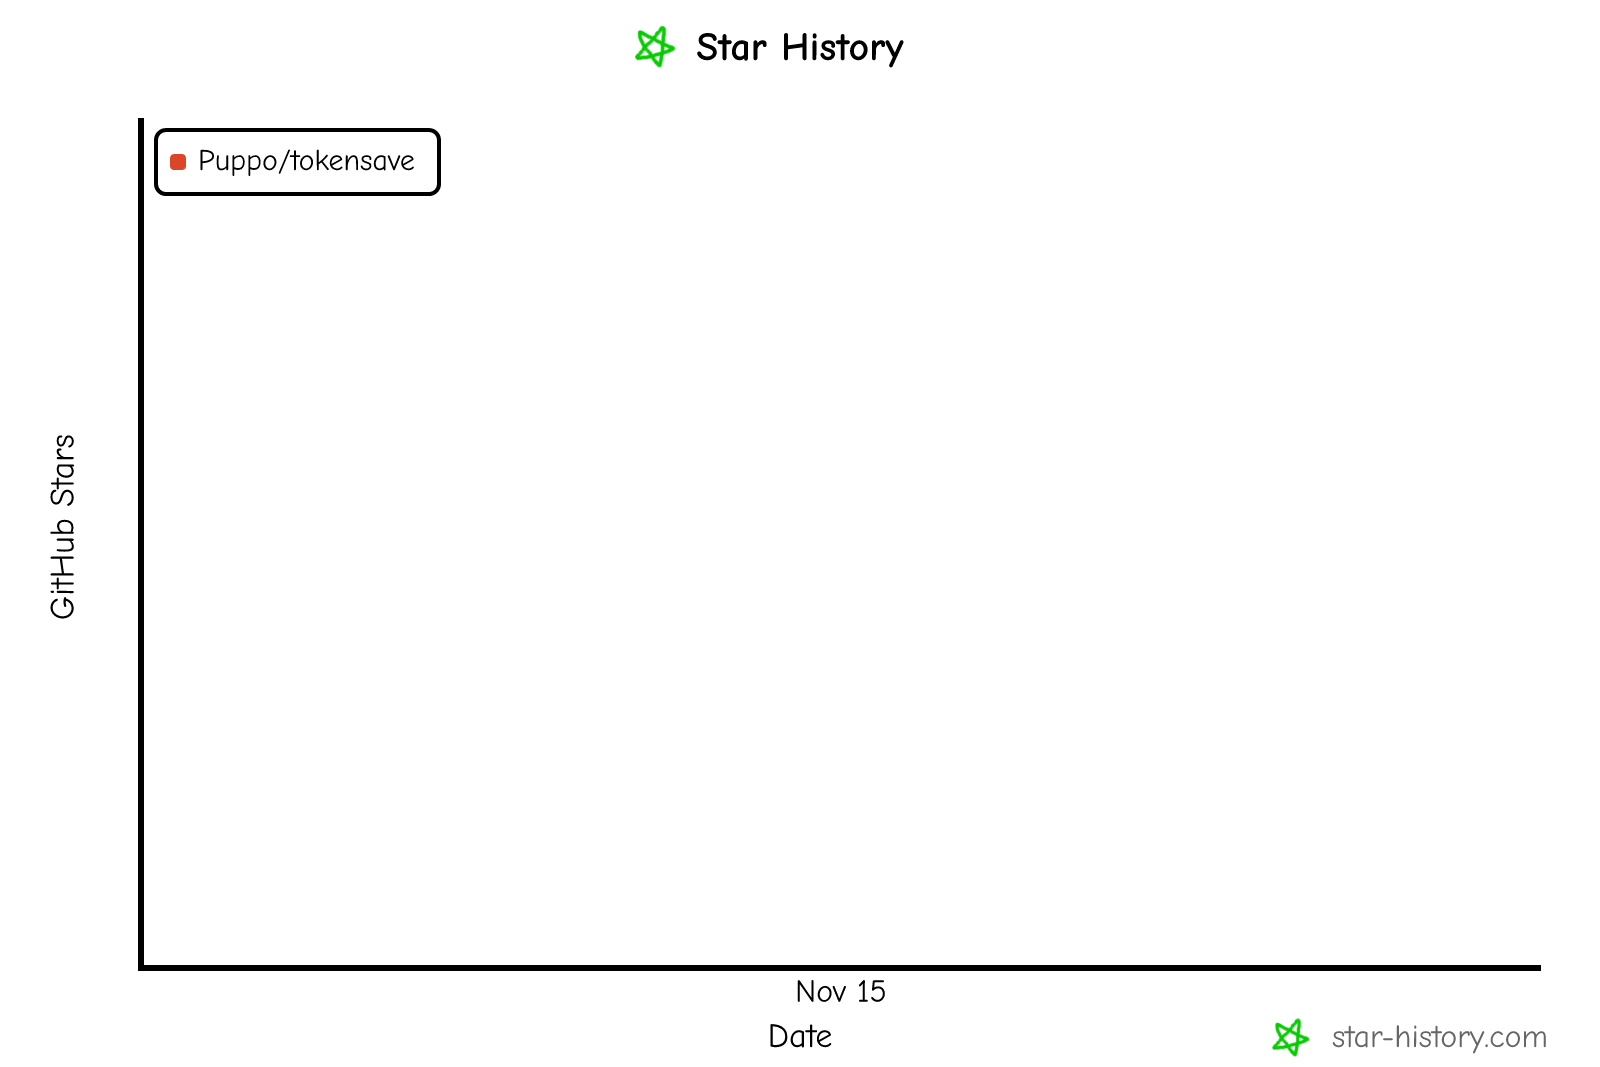 Star History
Puppo/tokensave
GitHub Stars
Nov 15
Date
star-history.com